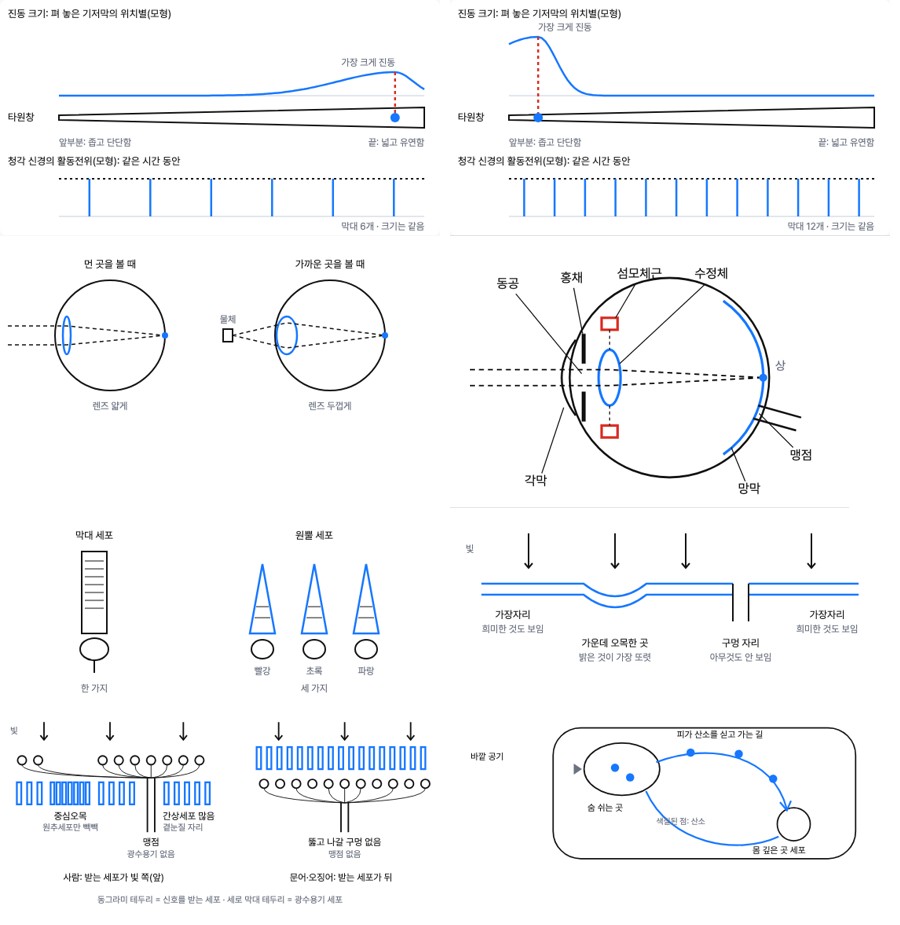 진동 크기: 펴 놓은 기저막의 위치별(모형)
가장 크게 진동
타원창
앞부분: 좁고 단단함
끝: 넓고 유연함
청각 신경의 활동전위(모형): 같은 시간 동안
막대 6개 · 크기는 같음
진동 크기: 펴 놓은 기저막의 위치별(모형)
가장 크게 진동
타원창
앞부분: 좁고 단단함
끝: 넓고 유연함
청각 신경의 활동전위(모형): 같은 시간 동안
막대 12개 · 크기는 같음
먼 곳을 볼 때
가까운 곳을 볼 때
물체
렌즈 얇게
렌즈 두껍게
동공
홍채
섬모체근
수정체
상
맹점
각막
망막
막대 세포
원뿔 세포
빨강
초록
파랑
한 가지
세 가지
빛
가장자리
희미한 것도 보임
가운데 오목한 곳
밝은 것이 가장 또렷
구멍 자리
아무것도 안 보임
가장자리
희미한 것도 보임
빛
중심오목
원추세포만 빽빽
간상세포 많음
곁눈질 자리
맹점
광수용기 없음
사람: 받는 세포가 빛 쪽(앞)
뚫고 나갈 구멍 없음
맹점 없음
문어·오징어: 받는 세포가 뒤
동그라미 테두리 = 신호를 받는 세포 · 세로 막대 테두리 = 광수용기 세포
바깥 공기
피가 산소를 싣고 가는 길
숨 쉬는 곳
색칠된 점: 산소
몸 깊은 곳 세포